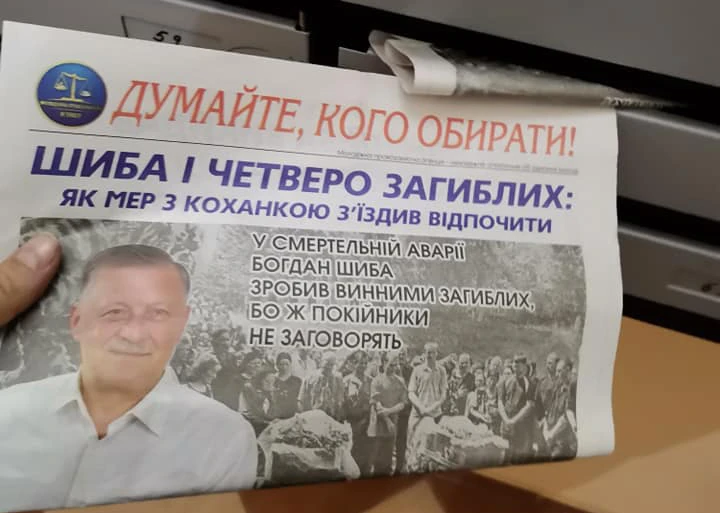 59
ДУМАЙТЕ, КОГО ОБИРАТИ!
ШИБА І ЧЕТВЕРО ЗАГИБЛИХ:
ЯК МЕР З КОХАНКОЮ З'ЇЗДИВ ВІДПОЧИТИ
У СМЕРТЕЛЬНІЙ АВАРІЇ
БОГДАН ШИБА
ЗРОБИВ ВИННИМИ ЗАГИБЛИХ,
БО Ж ПОКІЙНИКИ
НЕ ЗАГОВОРЯТЬ